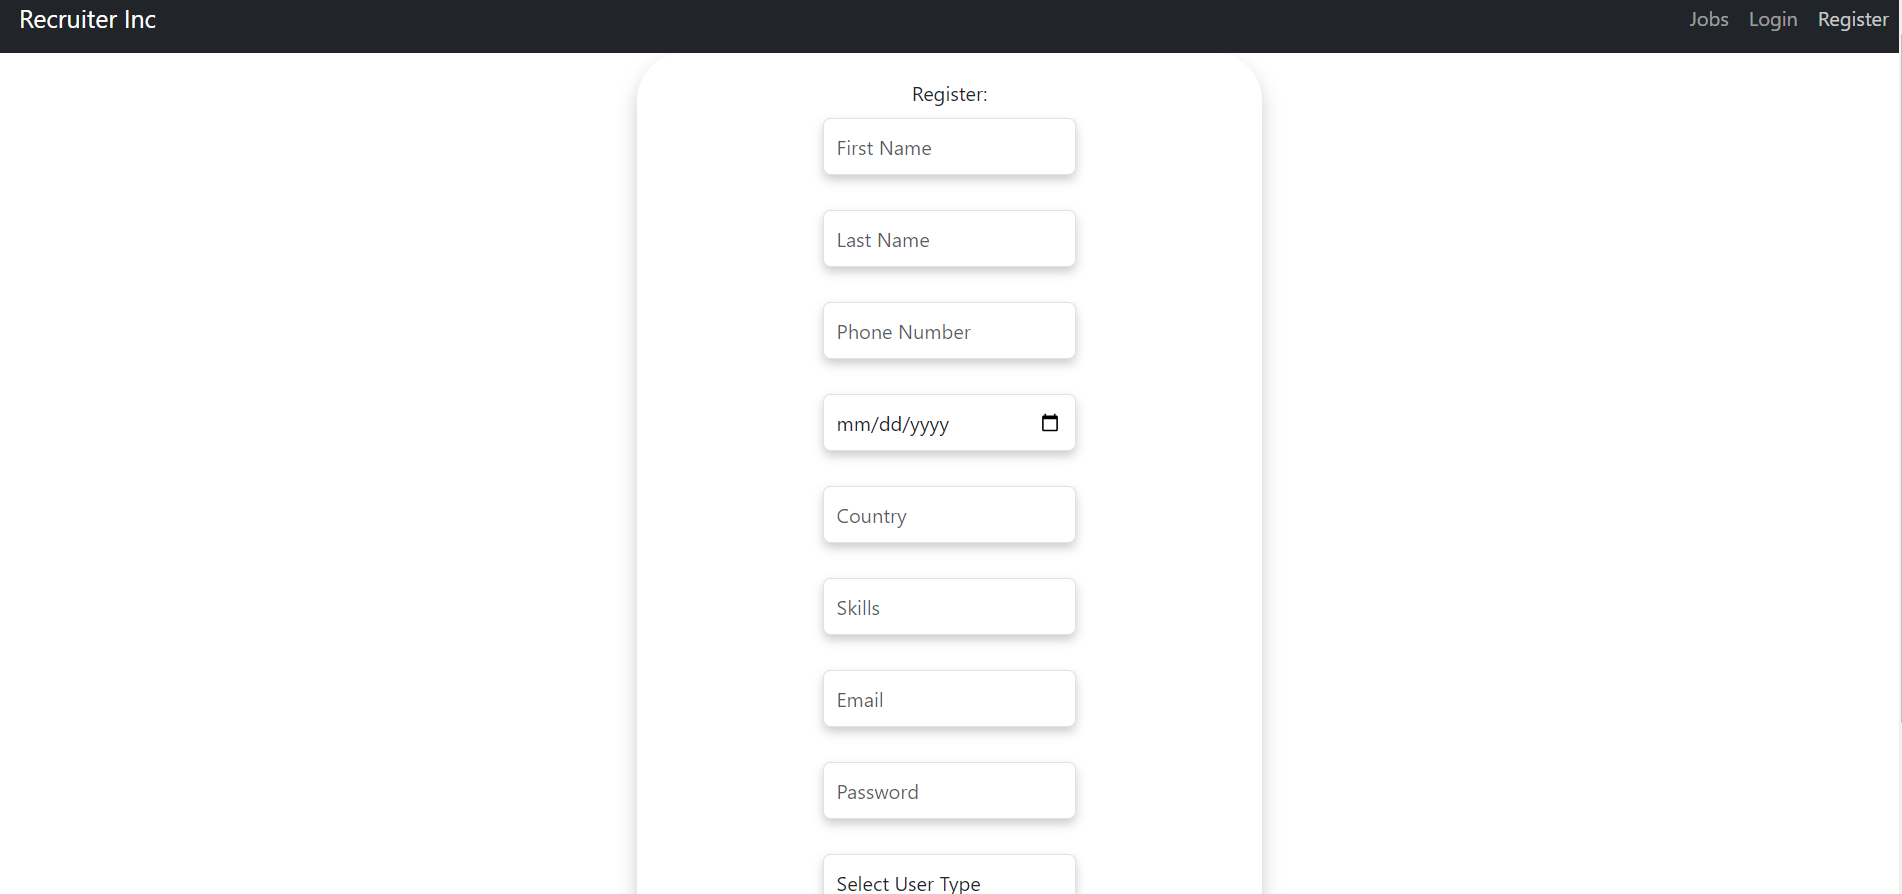 Recruiter Inc
Jobs Login Register
Register:
First Name
Last Name
Phone Number
mm/dd/yyyy
Country
Skills
Email
Password
Select User Type